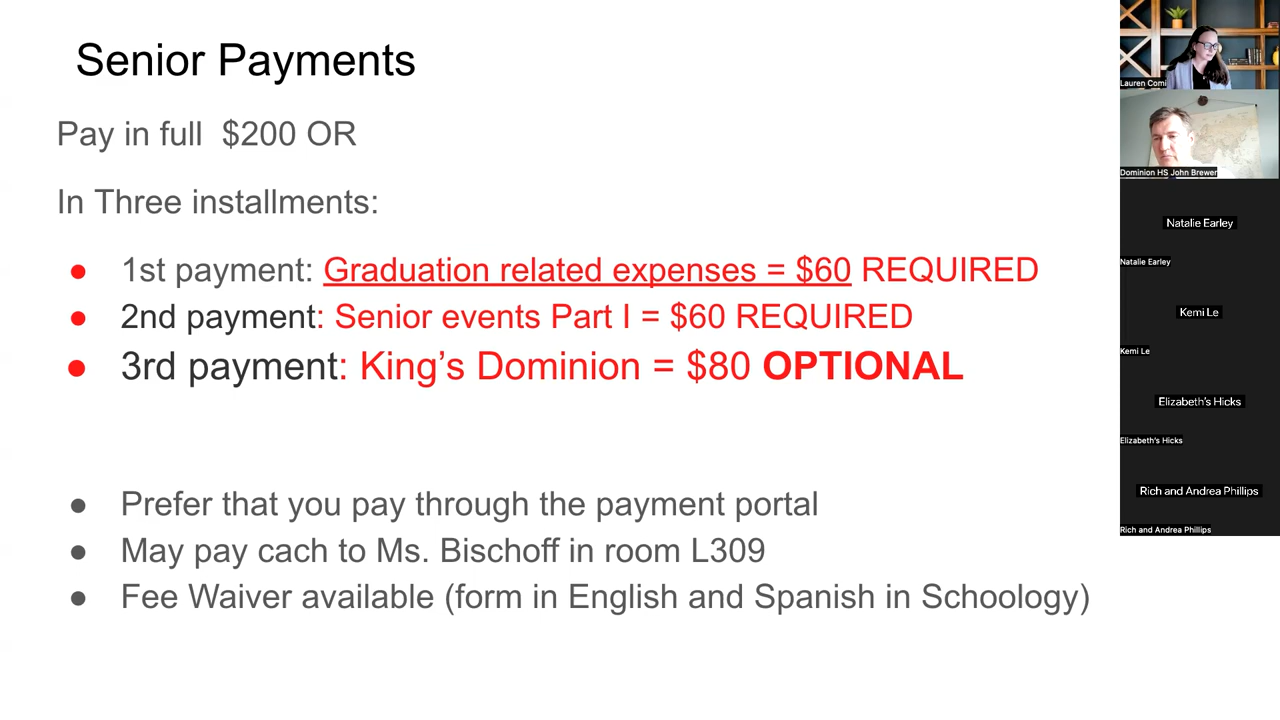 Senior Payments
Pay in full $200 OR
In Three installments:
● 1st payment: Graduation related expenses = $60 REQUIRED
● 2nd payment: Senior events Part I = $60 REQUIRED
● 3rd payment: King's Dominion = $80 OPTIONAL
● Prefer that you pay through the payment portal
● May pay cach to Ms. Bischoff in room L309
● Fee Waiver available (form in English and Spanish in Schoology)
Lauren Comi
Dominion HS John Brewer
Natalie Earley
Natalie Earley
Kemi Le
Kemi Le
Elizabeth's Hicks
Elizabeth's Hicks
Rich and Andrea Phillips
Rich and Andrea Phillips